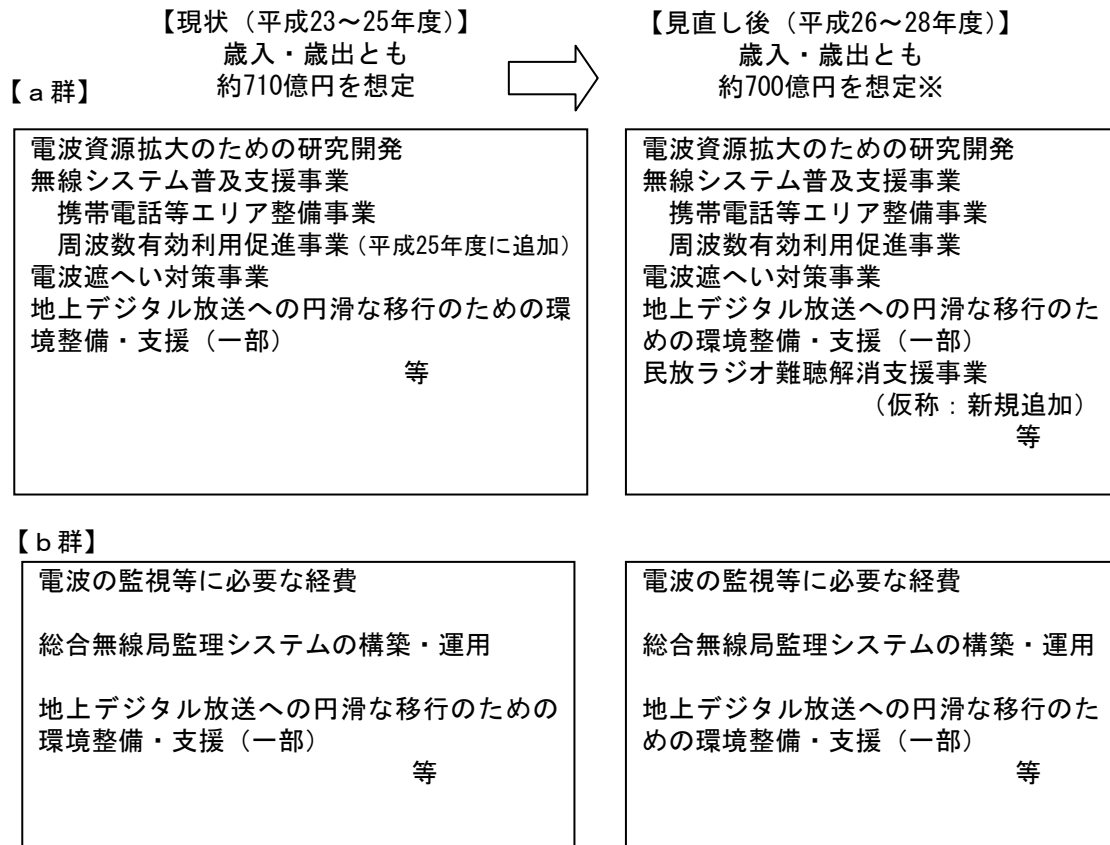 【現状（平成23～25年度）】
歳入・歳出とも
約710億円を想定
【見直し後（平成26～28年度）】
歳入・歳出とも
約700億円を想定※
【ａ群】
電波資源拡大のための研究開発
無線システム普及支援事業
携帯電話等エリア整備事業
周波数有効利用促進事業（平成25年度に追加）
電波遮へい対策事業
地上デジタル放送への円滑な移行のための環
境整備・支援（一部）
等
電波資源拡大のための研究開発
無線システム普及支援事業
携帯電話等エリア整備事業
周波数有効利用促進事業
電波遮へい対策事業
地上デジタル放送への円滑な移行のた
めの環境整備・支援（一部）
民放ラジオ難聴解消支援事業
（仮称：新規追加）
等
【ｂ群】
電波の監視等に必要な経費
総合無線局監理システムの構築・運用
地上デジタル放送への円滑な移行のための
環境整備・支援（一部）
等
電波の監視等に必要な経費
総合無線局監理システムの構築・運用
地上デジタル放送への円滑な移行のた
めの環境整備・支援（一部）
等